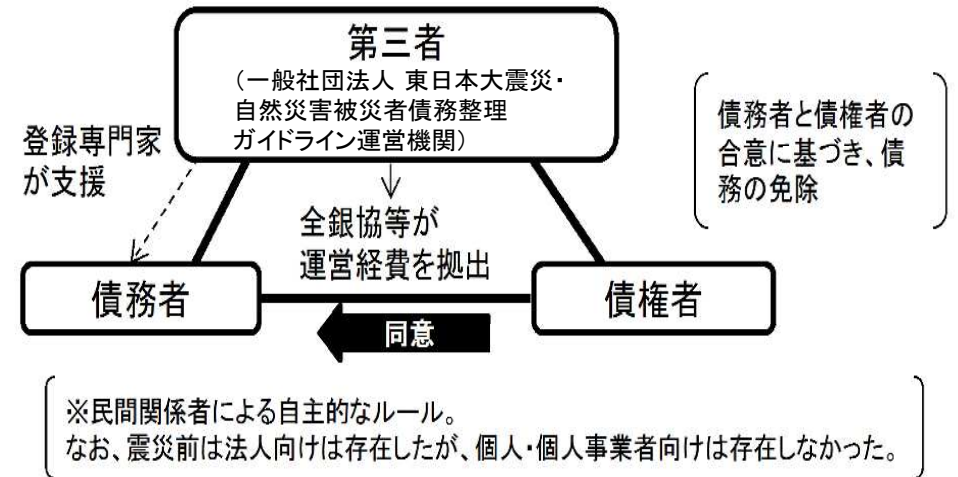 第三者
（一般社団法人 東日本大震災・
自然災害被災者債務整理
ガイドライン運営機関）
登録専門家
が支援
債務者と債権者の
合意に基づき、債
務の免除
全銀協等が
運営経費を拠出
債務者
債権者
同意
※民間関係者による自主的なルール。
なお、震災前は法人向けは存在したが、個人・個人事業者向けは存在しなかった。